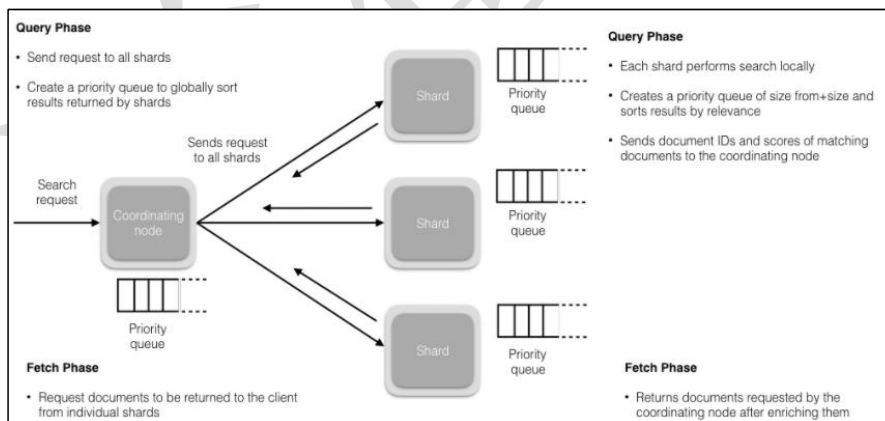 Query Phase
• Send request to all shards
• Create a priority queue to globally sort
results returned by shards
Search
request
Coordinating
node
Priority
queue
Sends request
to all shards
Shard
Priority
queue
Shard
Priority
queue
Shard
Priority
queue
Fetch Phase
• Request documents to be returned to the client
from individual shards
Query Phase
• Each shard performs search locally
• Creates a priority queue of size from+size and
sorts results by relevance
• Sends document IDs and scores of matching
documents to the coordinating node
Fetch Phase
• Returns documents requested by the
coordinating node after enriching them